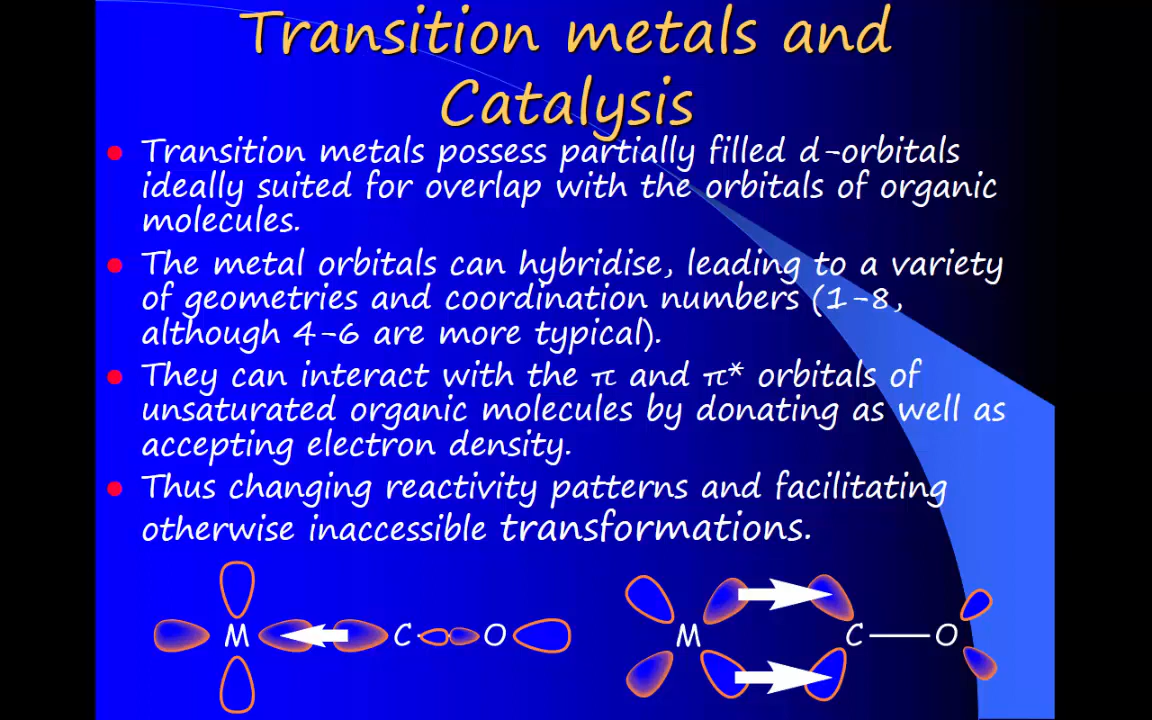 Transition metals and
Catalysis
Transition metals possess partially filled d-orbitals
ideally suited for overlap with the orbitals of organic
molecules.
The metal orbitals can hybridise, leading to a variety
of geometries and coordination numbers (1-8,
although 4-6 are more typical).
They can interact with the π and π* orbitals of
unsaturated organic molecules by donating as well as
accepting electron density.
Thus changing reactivity patterns and facilitating
otherwise inaccessible transformations.
M C O M C O